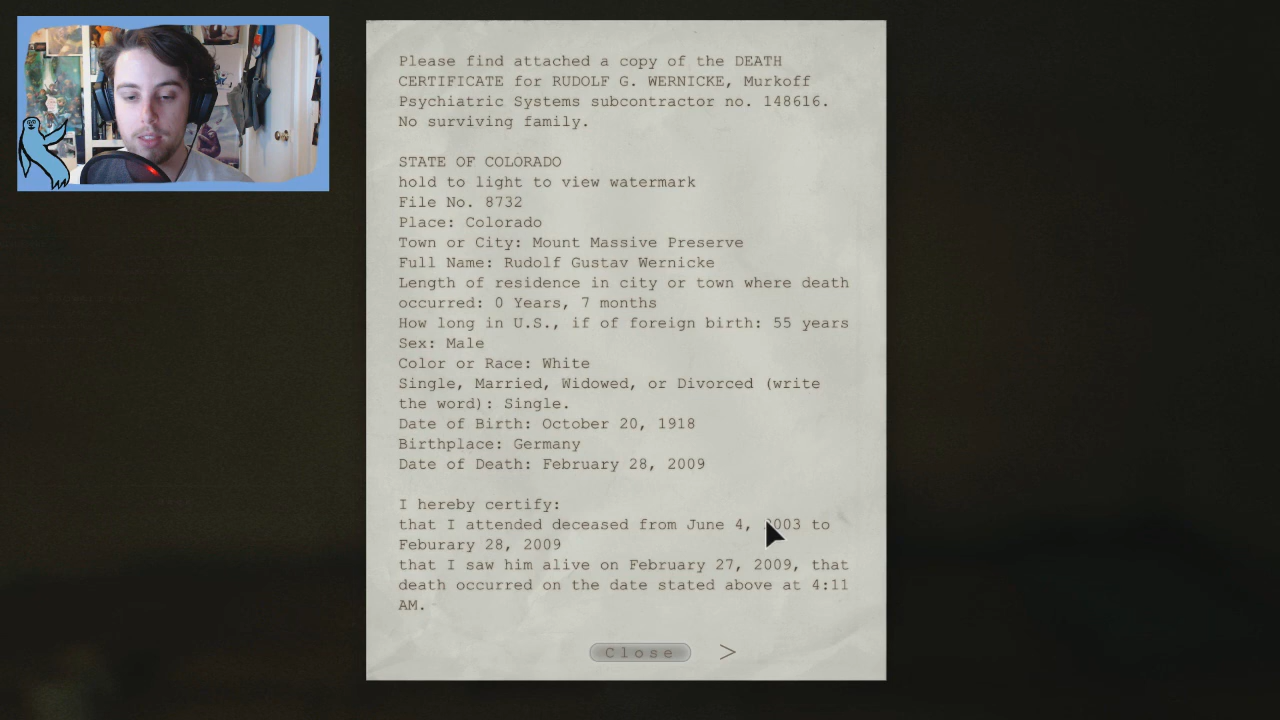 Please find attached a copy of the DEATH
CERTIFICATE for RUDOLF G. WERNICKE, Murkoff
Psychiatric Systems subcontractor no. 148616.
No surviving family.
STATE OF COLORADO
hold to light to view watermark
File No. 8732
Place: Colorado
Town or City: Mount Massive Preserve
Full Name: Rudolf Gustav Wernicke
Length of residence in city or town where death
occurred: 0 Years, 7 months
How long in U.S., if of foreign birth: 55 years
Sex: Male
Color or Race: White
Single, Married, Widowed, or Divorced (write
the word): Single.
Date of Birth: October 20, 1918
Birthplace: Germany
Date of Death: February 28, 2009
I hereby certify:
that I attended deceased from June 4, 2003 to
Feburary 28, 2009
that I saw him alive on February 27, 2009, that
death occurred on the date stated above at 4:11
AM.
Close >